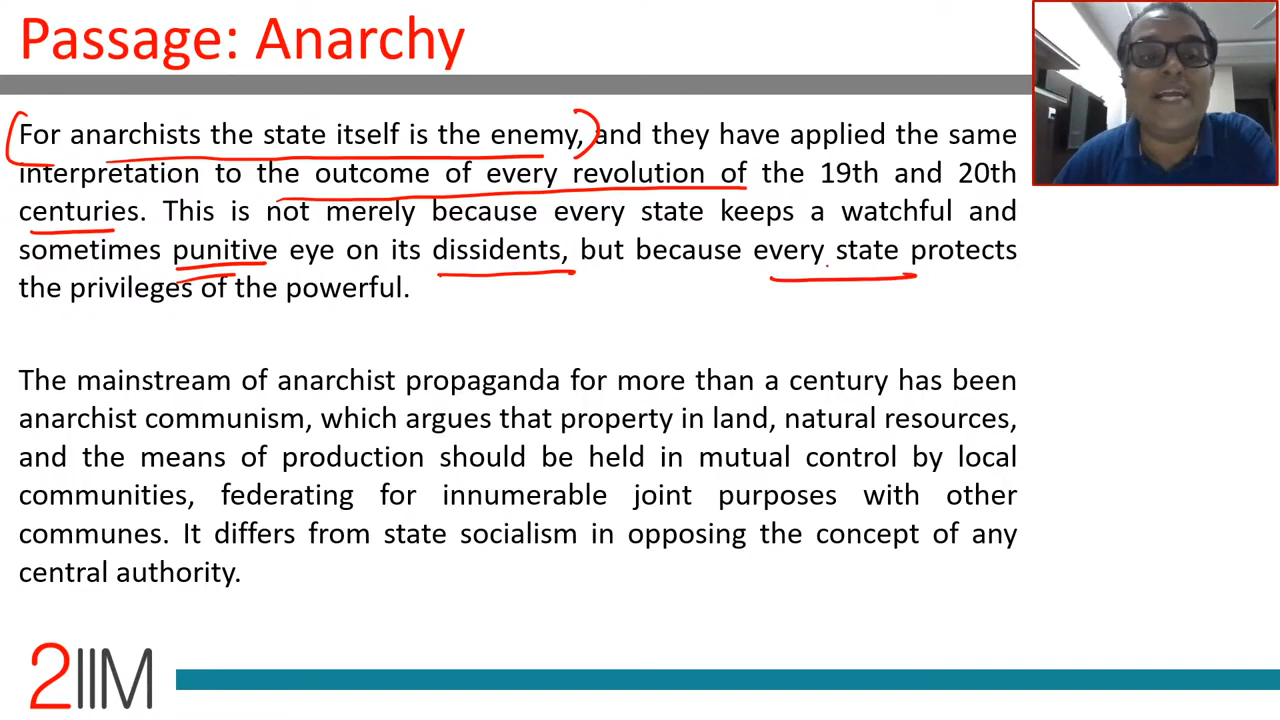 Passage: Anarchy
For anarchists the state itself is the enemy, and they have applied the same
interpretation to the outcome of every revolution of the 19th and 20th
centuries. This is not merely because every state keeps a watchful and
sometimes punitive eye on its dissidents, but because every state protects
the privileges of the powerful.
The mainstream of anarchist propaganda for more than a century has been
anarchist communism, which argues that property in land, natural resources,
and the means of production should be held in mutual control by local
communities, federating for innumerable joint purposes with other
communes. It differs from state socialism in opposing the concept of any
central authority.
2IIM